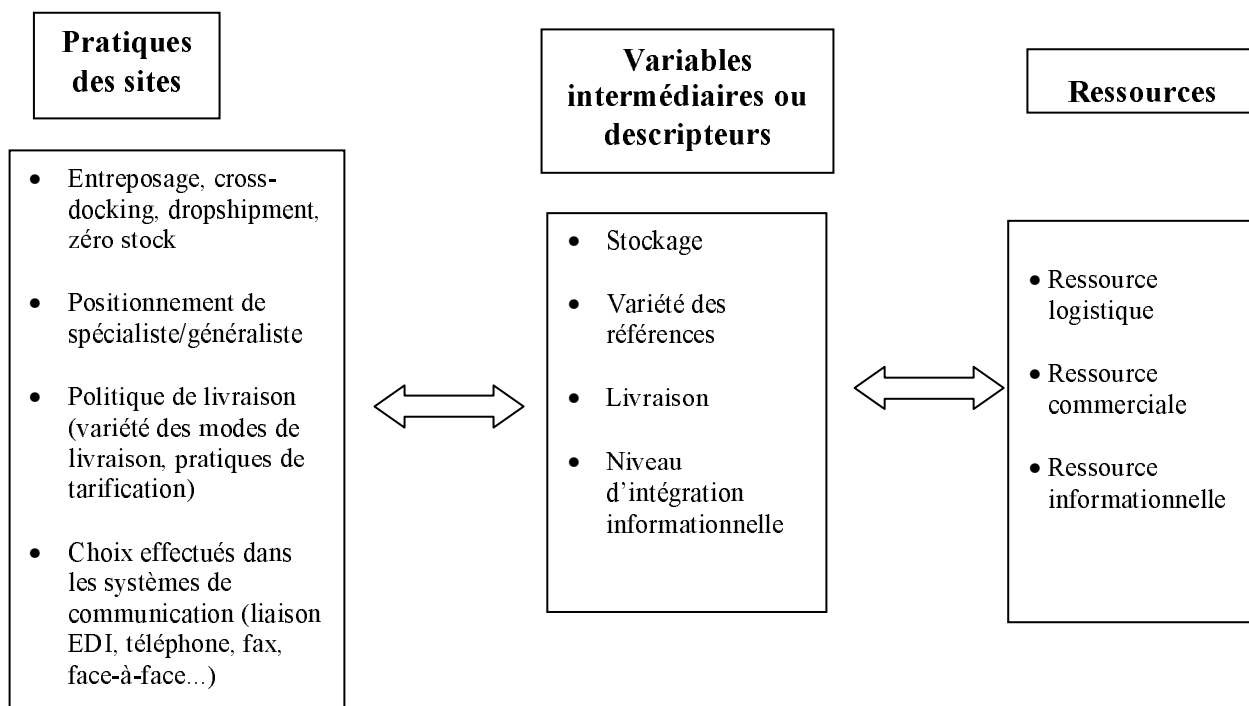 Pratiques
des sites
• Entreposage, cross-
docking, dropshipment,
zéro stock
• Positionnement de
spécialiste/généraliste
• Politique de livraison
(variété des modes de
livraison, pratiques de
tarification)
• Choix effectués dans
les systèmes de
communication (liaison
EDI, téléphone, fax,
face-à-face...)
Variables
intermédiaires ou
descripteurs
• Stockage
• Variété des
références
• Livraison
• Niveau
d'intégration
informationnelle
Ressources
• Ressource
logistique
• Ressource
commerciale
• Ressource
informationnelle